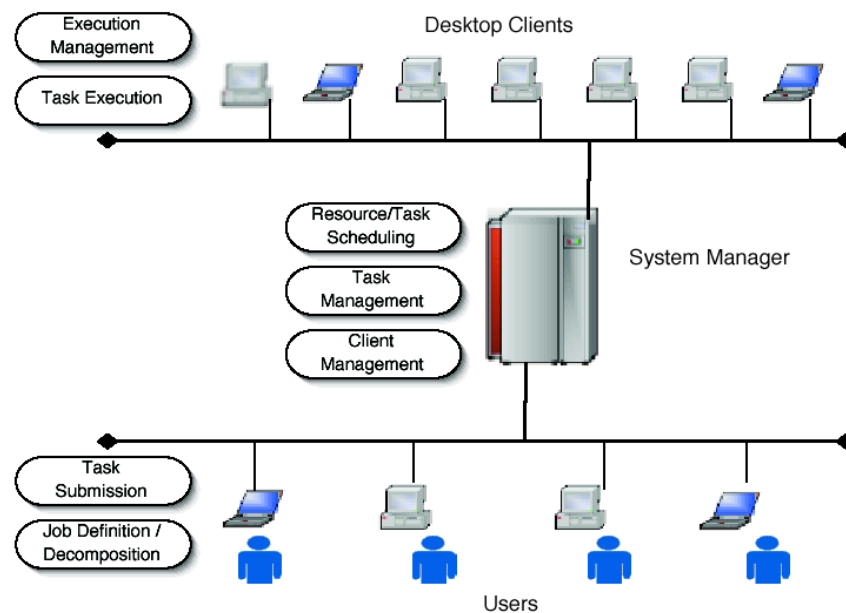 Execution
Management
Desktop Clients
Task Execution
Resource/Task
Scheduling
System Manager
Task
Management
Client
Management
Task
Submission
Job Definition /
Decomposition
Users